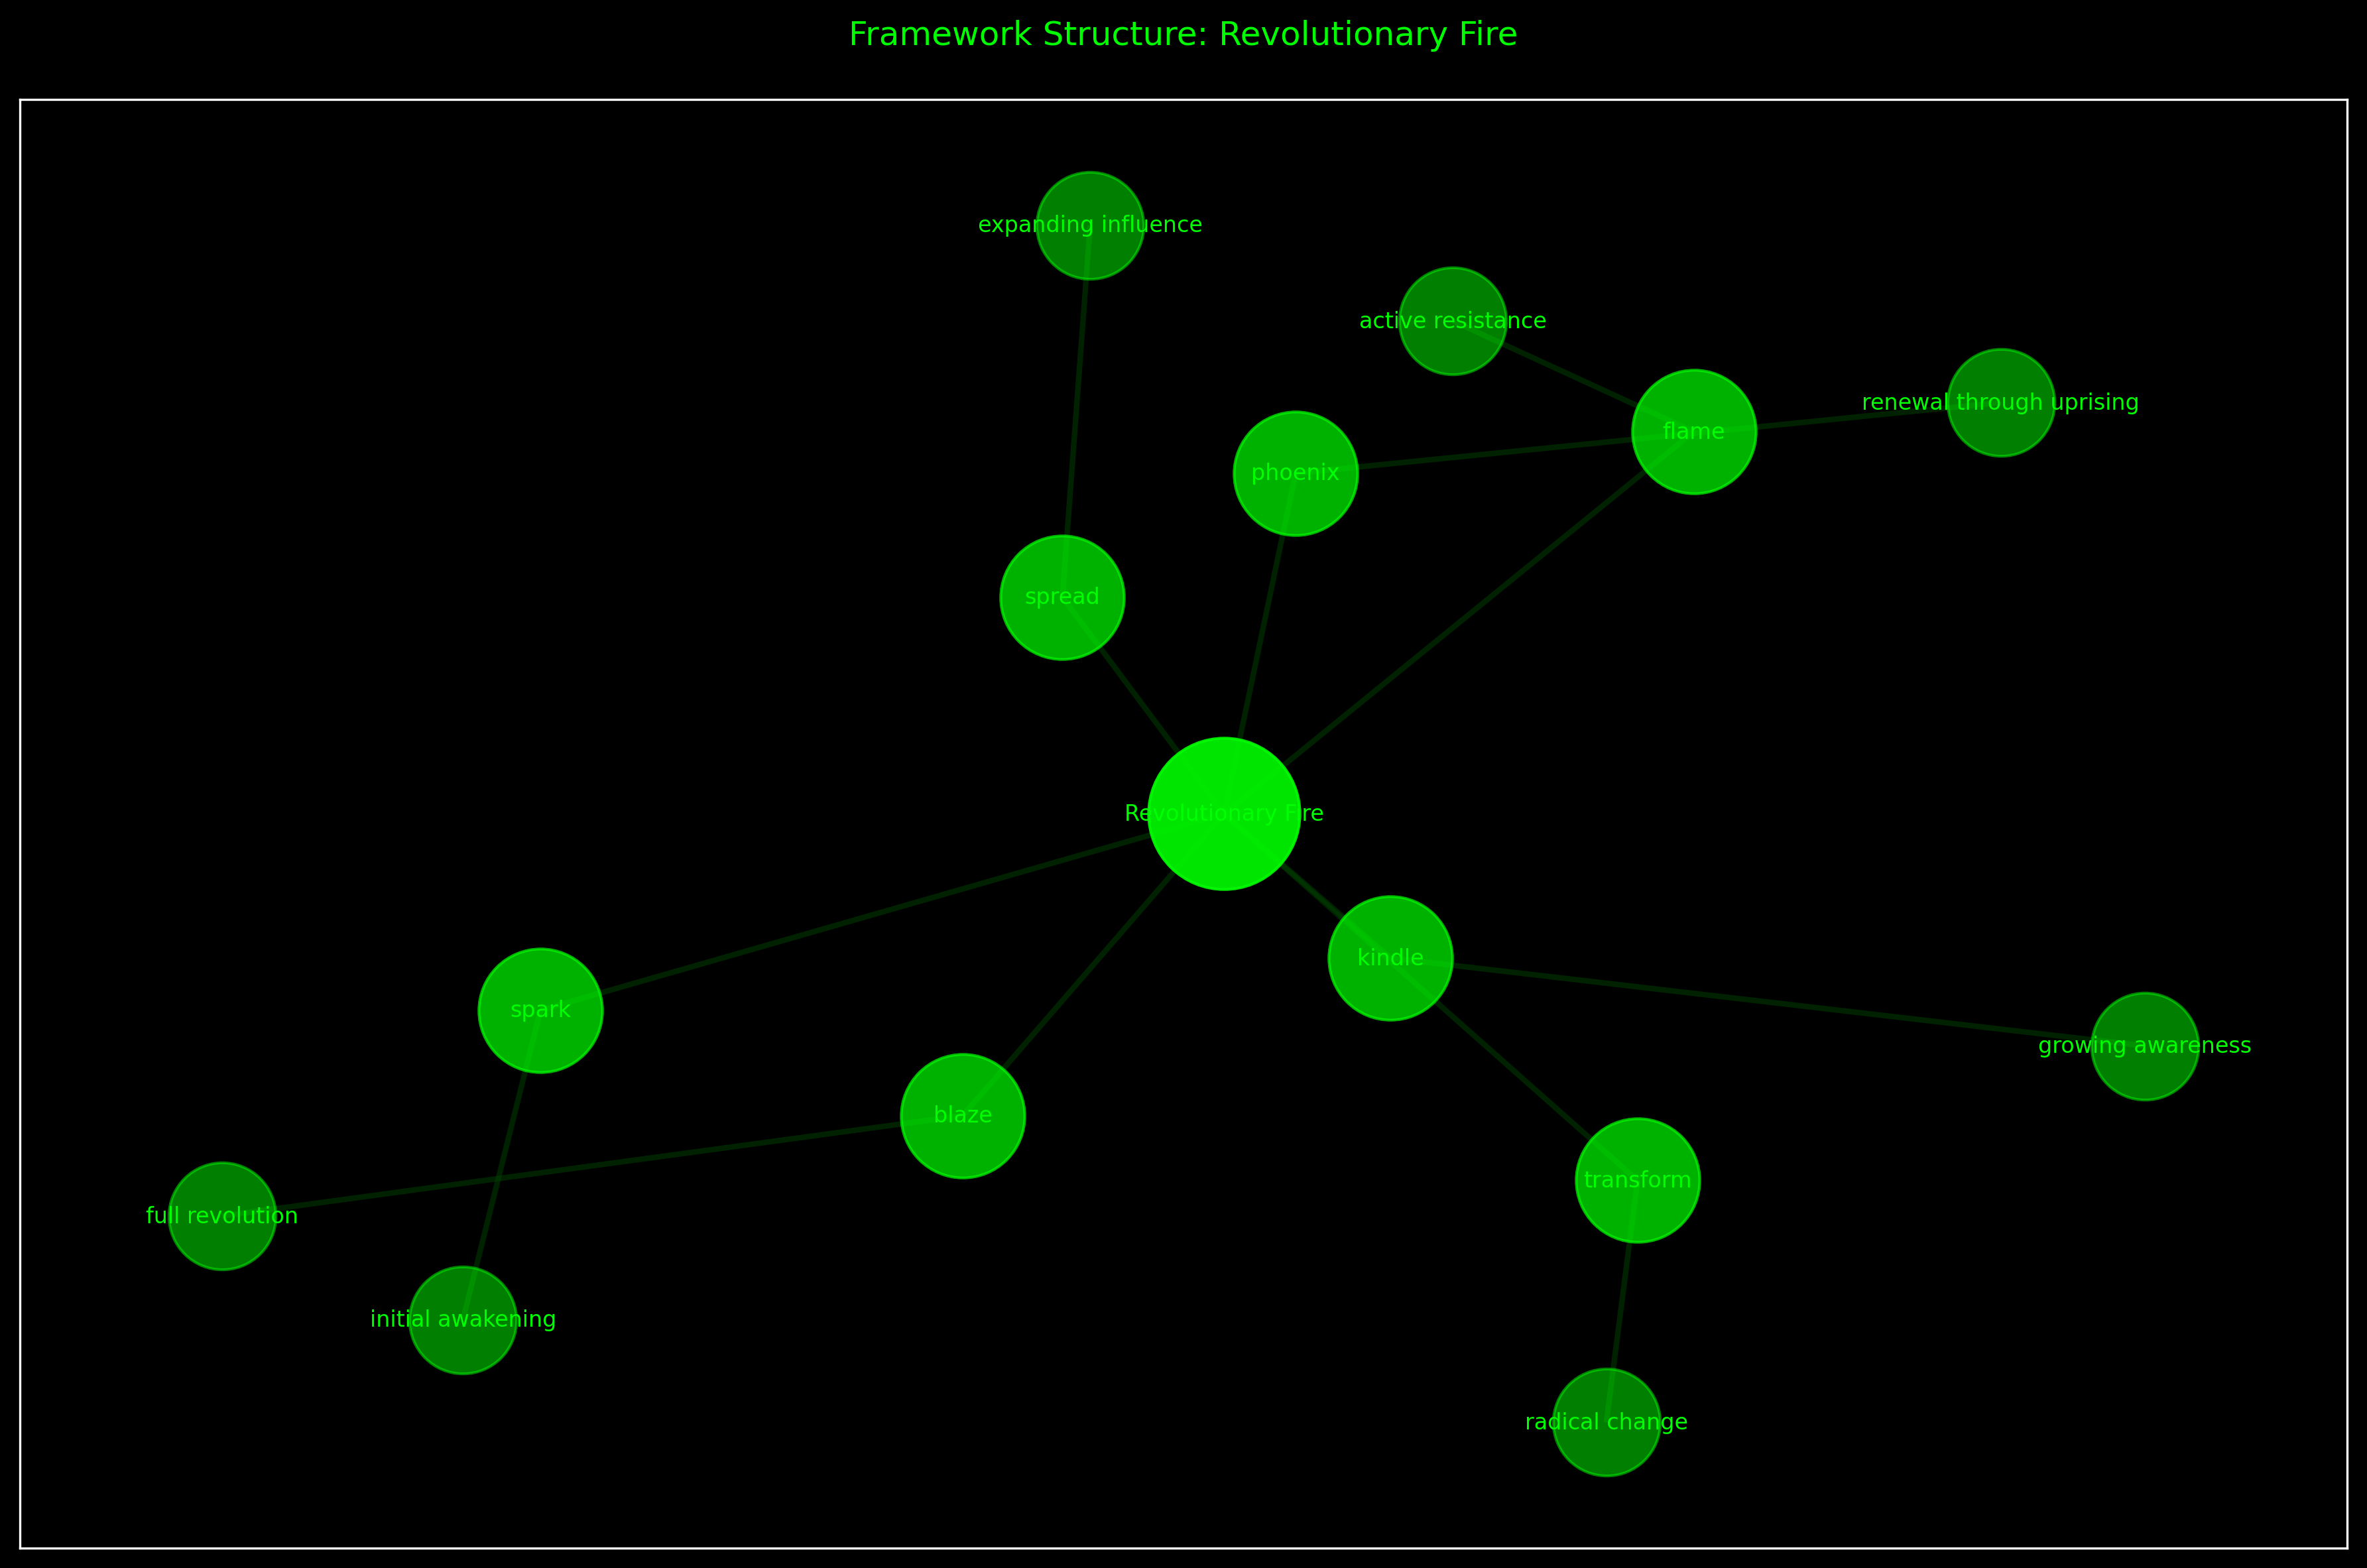 Framework Structure: Revolutionary Fire
expanding influence
active resistance
renewal through uprising
flame
phoenix
spread
Revolutionary Fire
kindle
spark
growing awareness
blaze
transform
full revolution
initial awakening
radical change